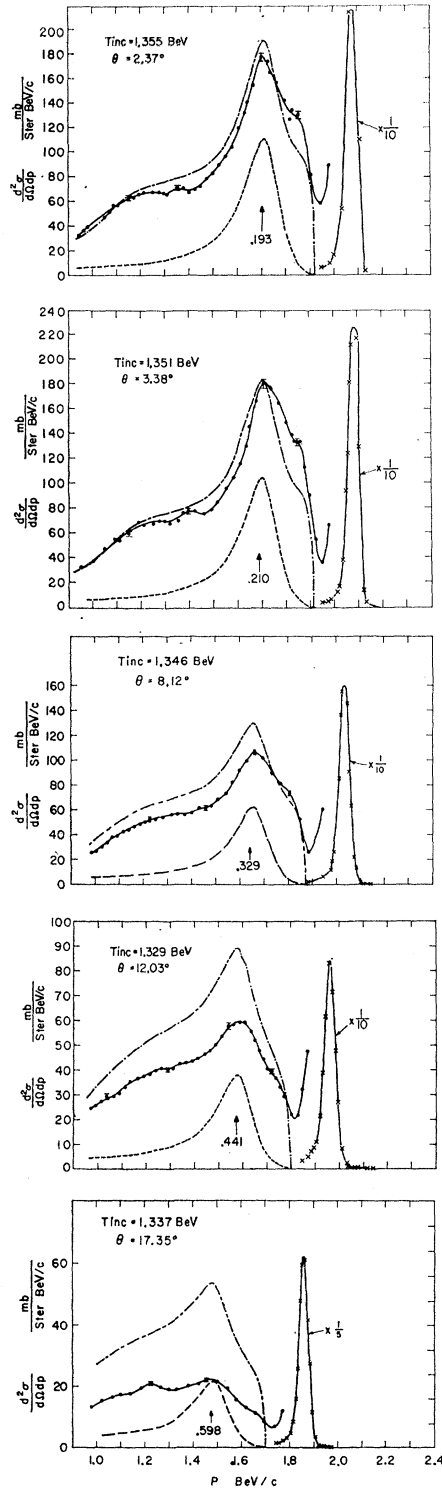 Tinc = 1,355 BeV
θ = 2,37°
d²σ/dΩdp mb/Ster BeV/c
220
200
180
160
140
120
100
80
60
40
20
0
.193
x 1/10
Tinc = 1,351 BeV
θ = 3.38°
d²σ/dΩdp mb/Ster BeV/c
240
220
200
180
160
140
120
100
80
60
40
20
0
.210
x 1/10
Tinc = 1,346 BeV
θ = 8,12°
d²σ/dΩdp mb/Ster BeV/c
160
140
120
100
80
60
40
20
0
.329
x 1/10
Tinc = 1,329 BeV
θ = 12,03°
d²σ/dΩdp mb/Ster BeV/c
100
90
80
70
60
50
40
30
20
10
0
.441
x 1/10
Tinc = 1,337 BeV
θ = 17.35°
d²σ/dΩdp mb/Ster BeV/c
60
40
20
0
.598
x 1/5
1.0 1.2 1.4 1.6 1.8 2.0 2.2 2.4
P BeV/c